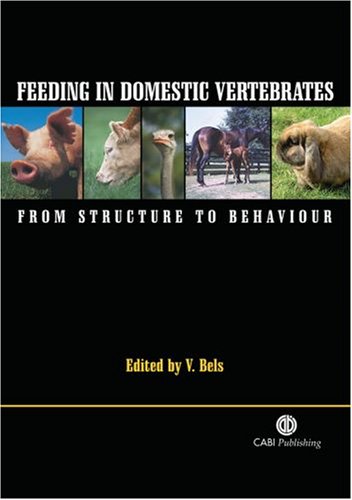 FEEDING IN DOMESTIC VERTEBRATES
FROM STRUCTURE TO BEHAVIOUR
Edited by V. Bels
CABI Publishing